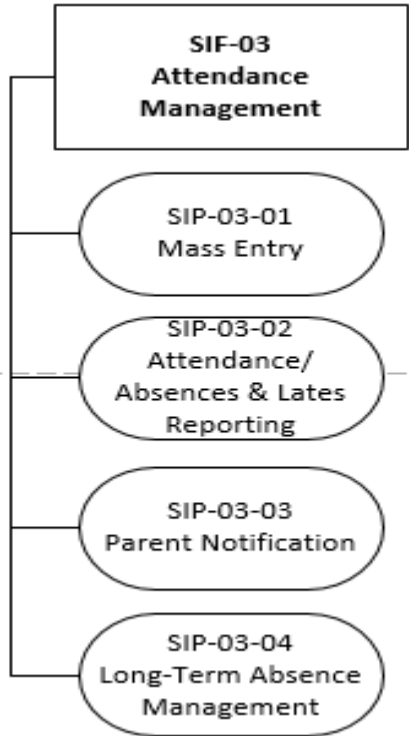 SIF-03
Attendance
Management
SIP-03-01
Mass Entry
SIP-03-02
Attendance/
Absences & Lates
Reporting
SIP-03-03
Parent Notification
SIP-03-04
Long-Term Absence
Management